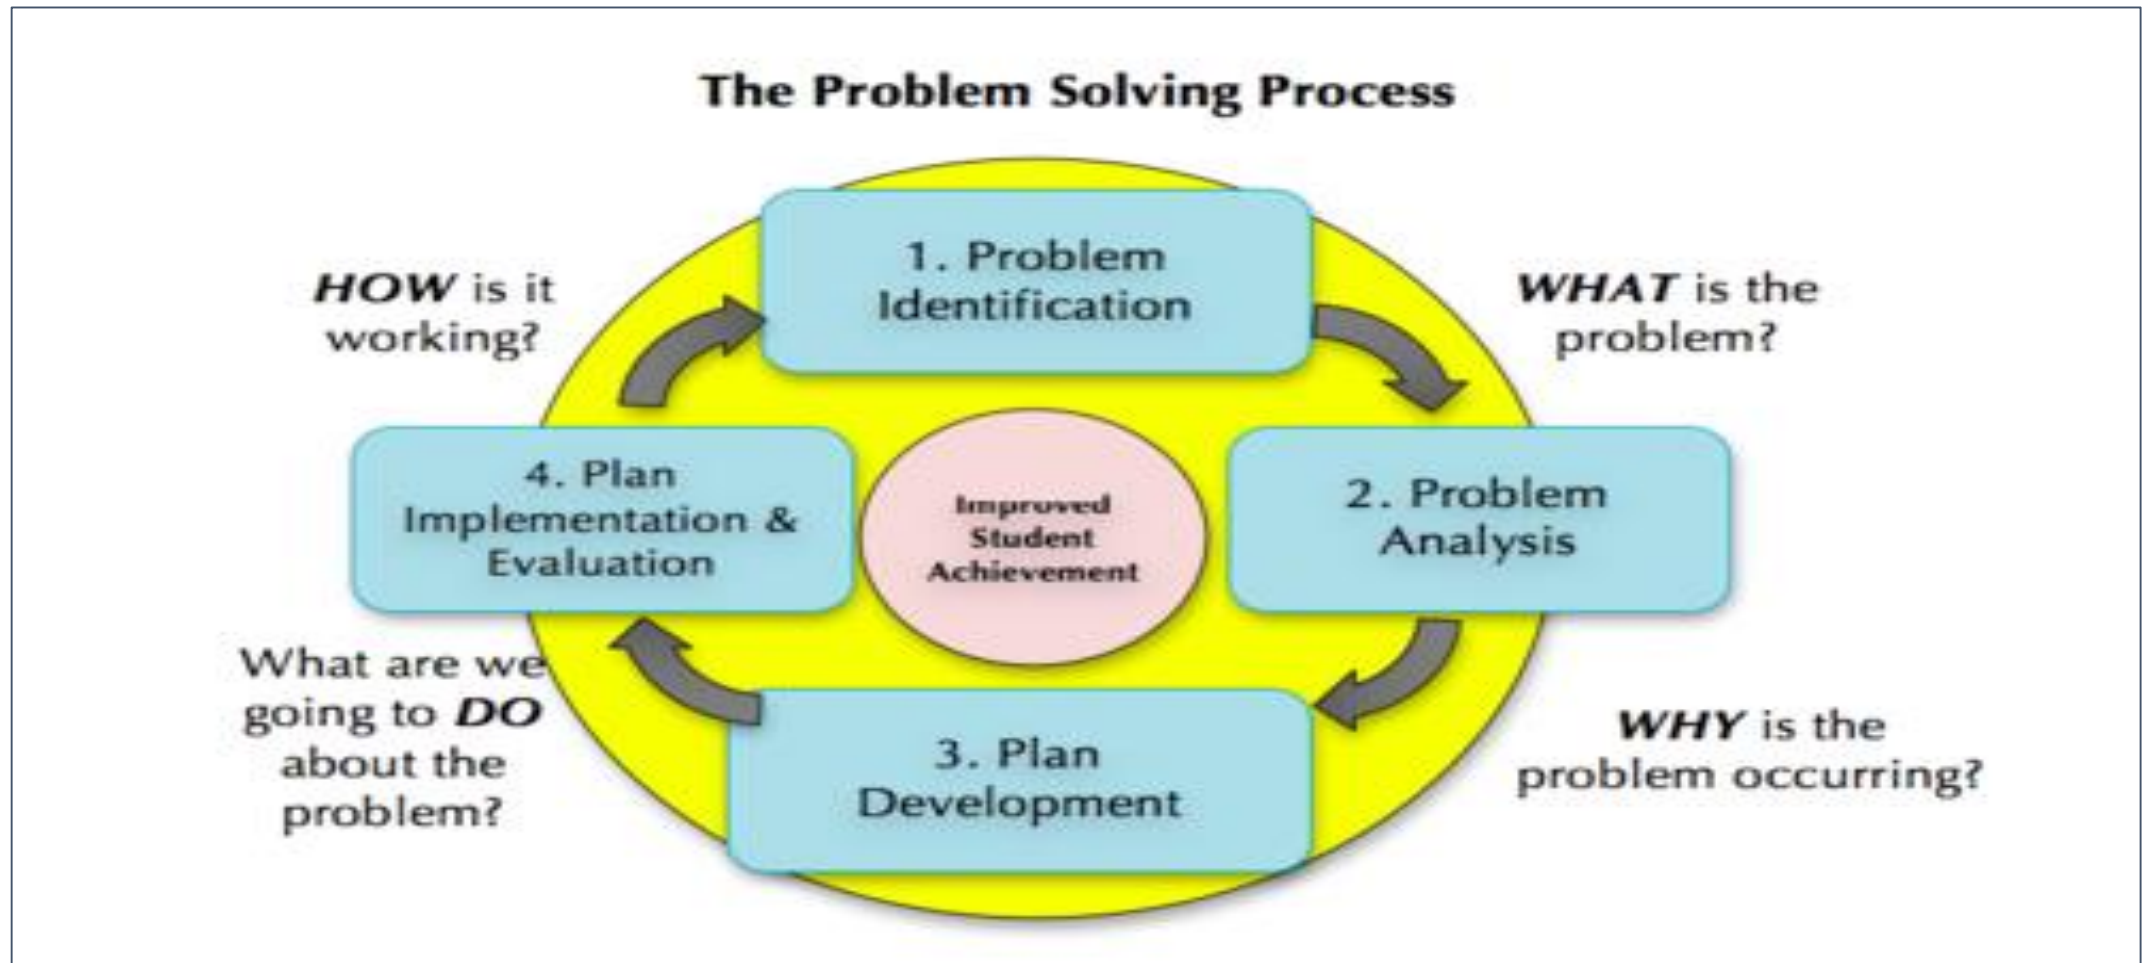 The Problem Solving Process
1. Problem
Identification
WHAT is the
problem?
2. Problem
Analysis
WHY is the
problem occurring?
3. Plan
Development
What are we
going to DO
about the
problem?
4. Plan
Implementation &
Evaluation
HOW is it
working?
Improved
Student
Achievement